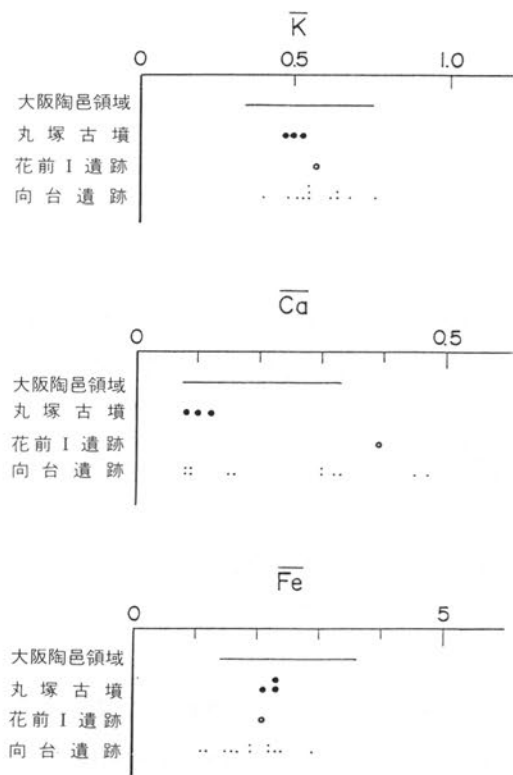 K
0 0.5 1.0
大阪陶邑領域
丸塚古墳
花前I遺跡
向台遺跡
Ca
0 0.5
大阪陶邑領域
丸塚古墳
花前I遺跡
向台遺跡
Fe
0 5
大阪陶邑領域
丸塚古墳
花前I遺跡
向台遺跡